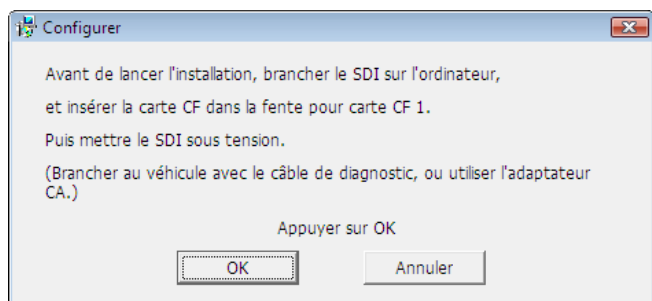 Configurer
Avant de lancer l'installation, brancher le SDI sur l'ordinateur,
et insérer la carte CF dans la fente pour carte CF 1.
Puis mettre le SDI sous tension.
(Brancher au véhicule avec le câble de diagnostic, ou utiliser l'adaptateur
CA.)
Appuyer sur OK
OK Annuler